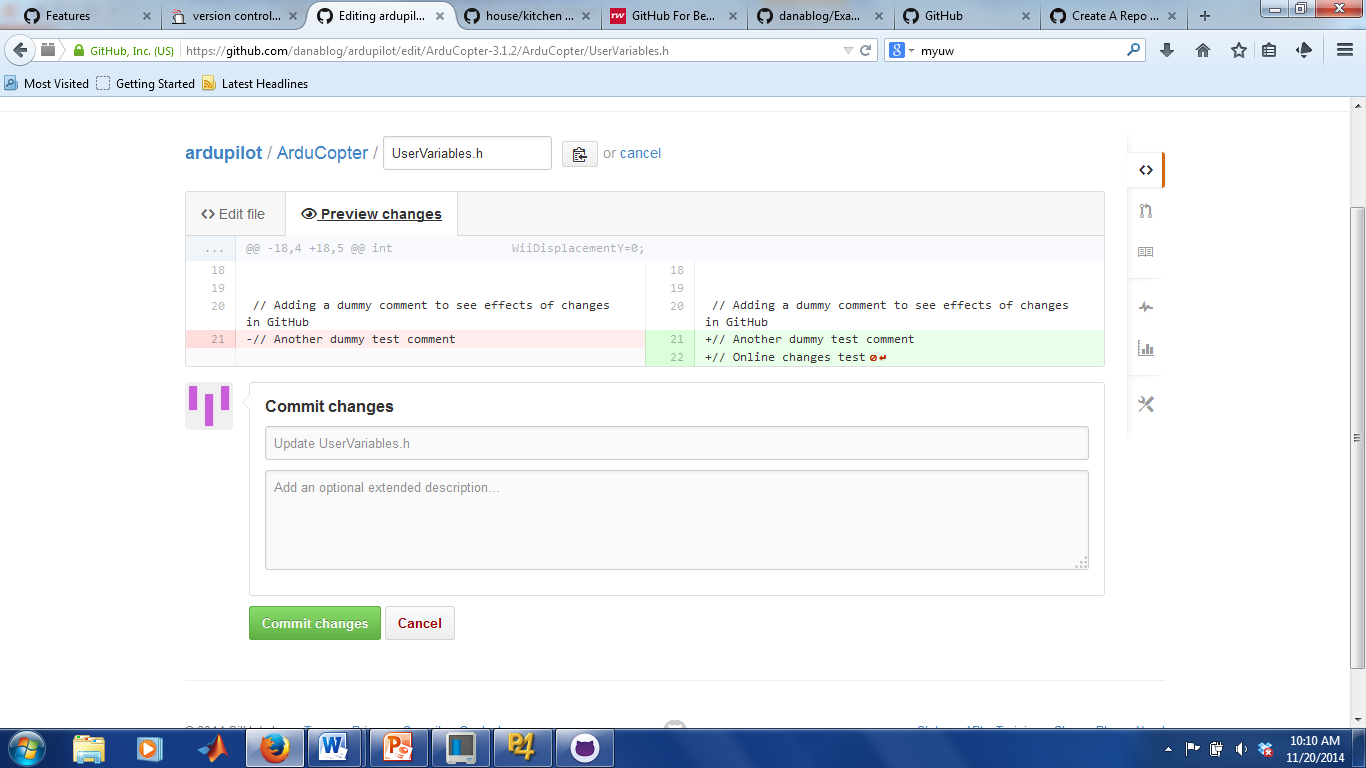 Features
version control...
Editing ardupil...
house/kitchen ...
GitHub For Be...
danablog/Exa...
GitHub
Create A Repo ...
GitHub, Inc. (US)
https://github.com/danablog/ardupilot/edit/ArduCopter-3.1.2/ArduCopter/UserVariables.h
myuw
Most Visited
Getting Started
Latest Headlines
ardupilot / ArduCopter / UserVariables.h or cancel
Edit file
Preview changes
... @@ -18,4 +18,5 @@ int WiiDisplacementY=0;
18 18
19 19
20 // Adding a dummy comment to see effects of changes
in GitHub
20 // Adding a dummy comment to see effects of changes
in GitHub
21 -// Another dummy test comment
21 +// Another dummy test comment
22 +// Online changes test
Commit changes
Update UserVariables.h
Add an optional extended description...
Commit changes
Cancel
10:10 AM
11/20/2014